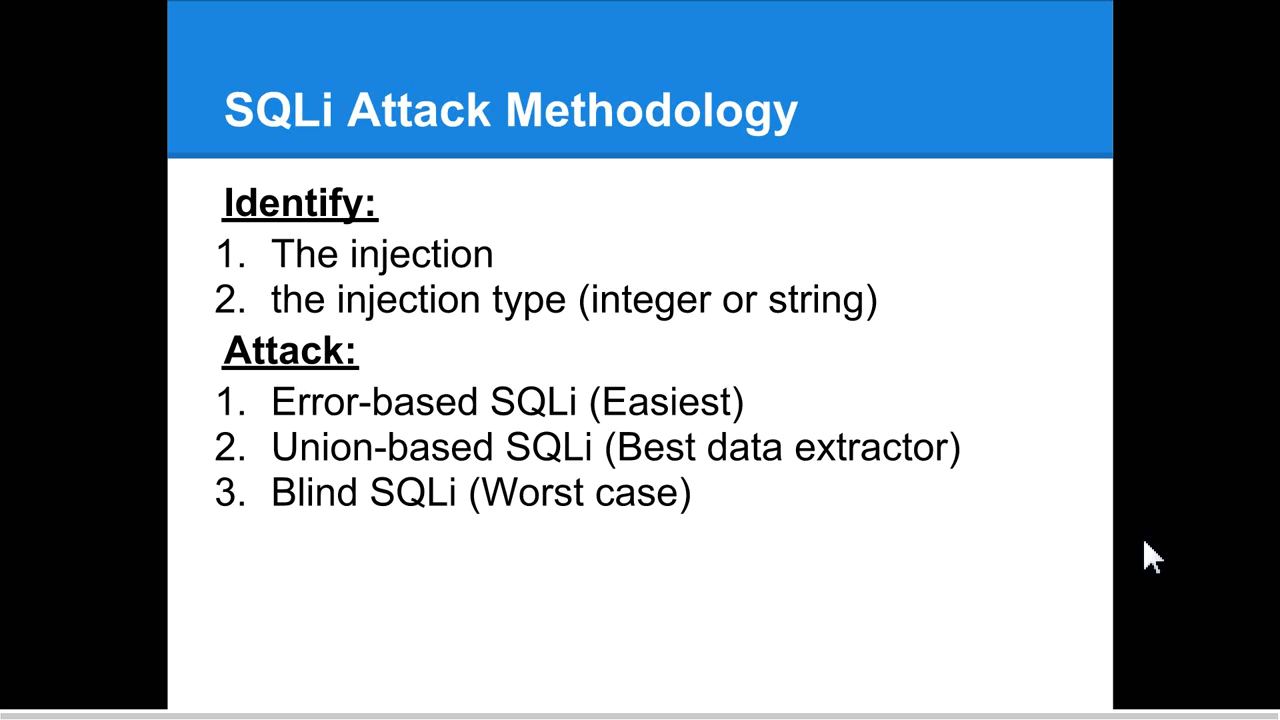 SQLi Attack Methodology
Identify:
1. The injection
2. the injection type (integer or string)
Attack:
1. Error-based SQLi (Easiest)
2. Union-based SQLi (Best data extractor)
3. Blind SQLi (Worst case)